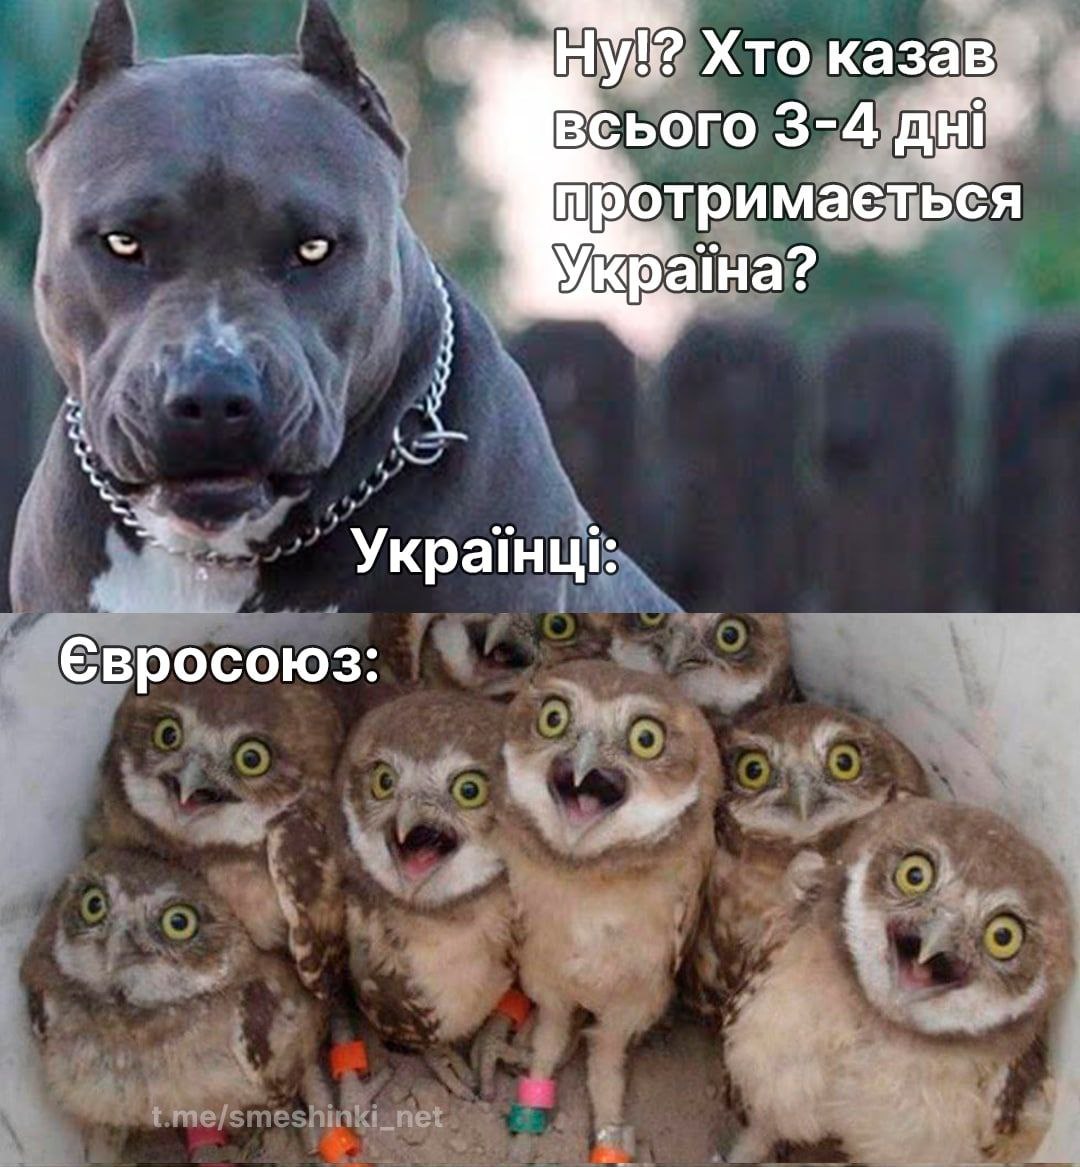 Ну!? Хто казав
всього 3-4 дні
протримається
Україна?
Українці:
Євросоюз:
t.me/smeshinki_net